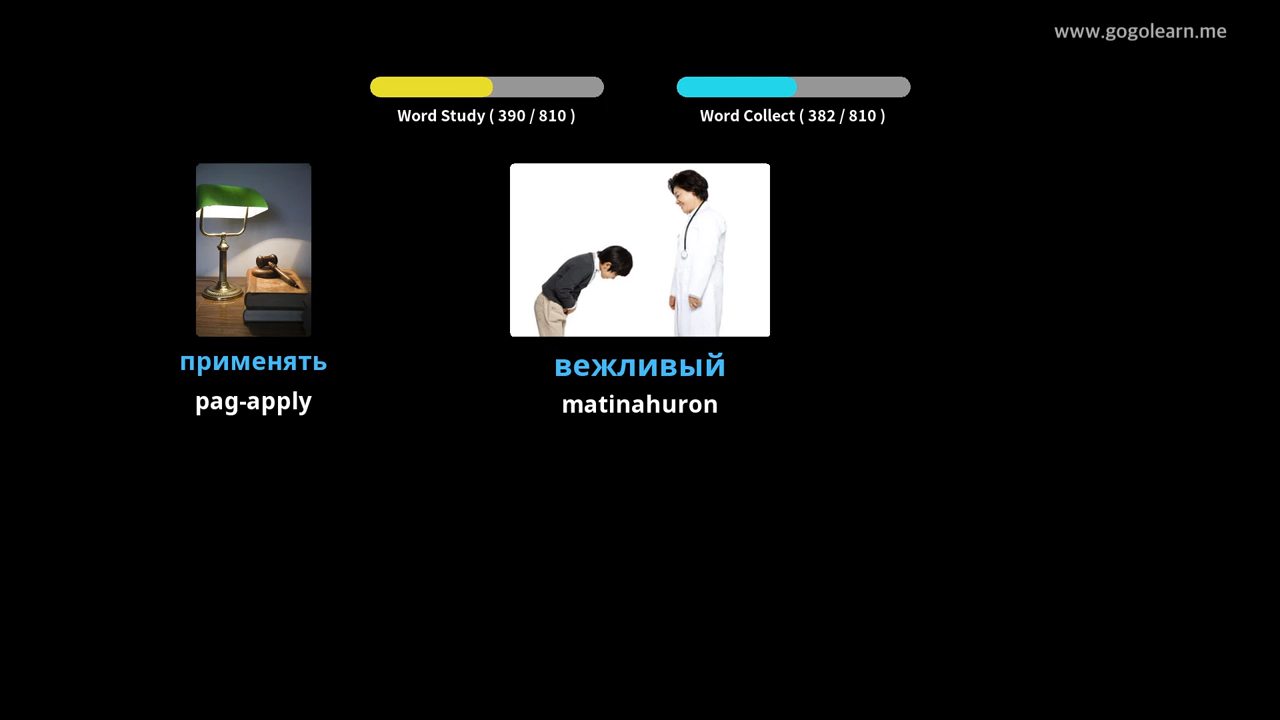 www.gogolearn.me
Word Study ( 390 / 810 )
Word Collect ( 382 / 810 )
применять
pag-apply
вежливый
matinahuron